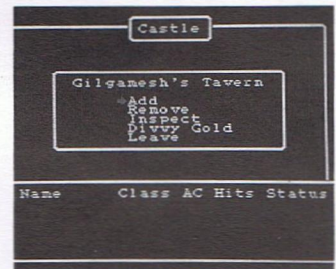 Castle
Gilgamesh's Tavern
Add
Remove
Inspect
Divvy Gold
Leave
Name Class AC Hits Status